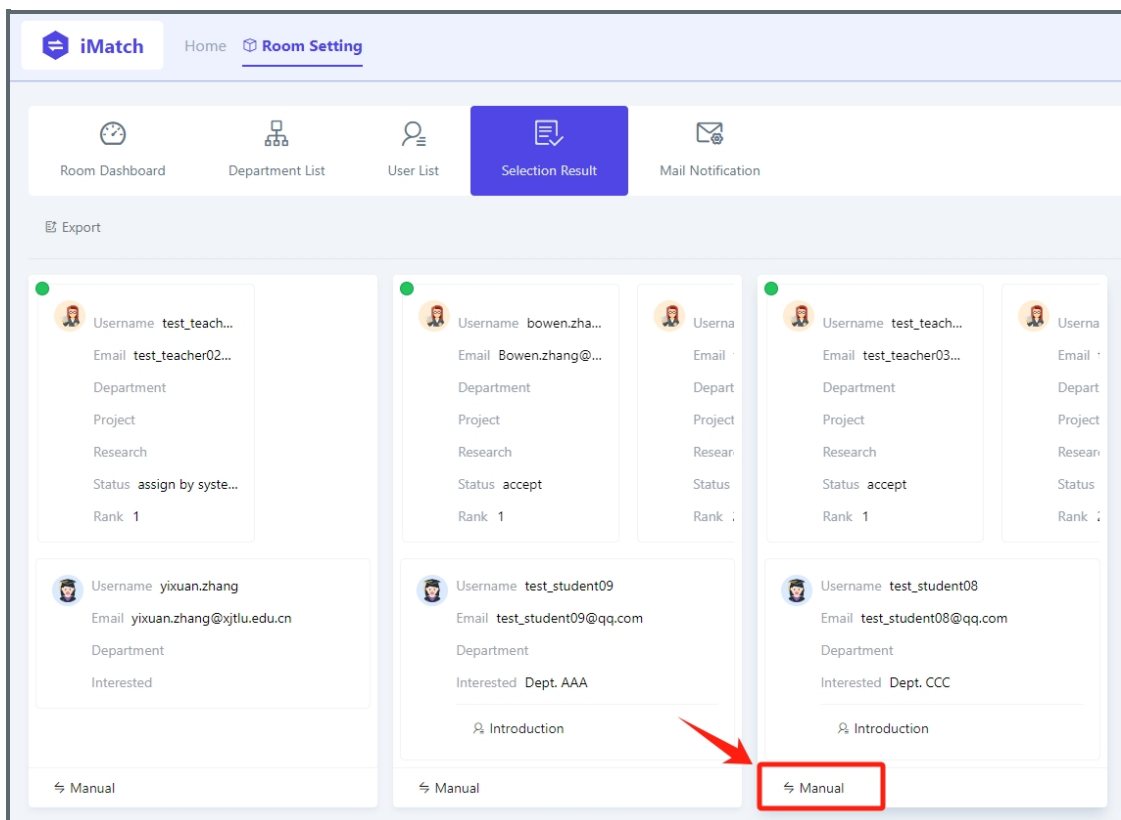 iMatch Home Room Setting
Room Dashboard Department List User List Selection Result Mail Notification
Export
Username test_teach...
Email test_teacher02...
Department
Project
Research
Status assign by syste...
Rank 1
Username yixuan.zhang
Email yixuan.zhang@xjtlu.edu.cn
Department
Interested
Manual
Username bowen.zha...
Email Bowen.zhang@...
Department
Project
Research
Status accept
Rank 1
Userna
Email
Depart
Project
Resear
Status
Rank
Username test_student09
Email test_student09@qq.com
Department
Interested Dept. AAA
Introduction
Manual
Username test_teach...
Email test_teacher03...
Department
Project
Research
Status accept
Rank 1
Userna
Email
Depart
Project
Resear
Status
Rank
Username test_student08
Email test_student08@qq.com
Department
Interested Dept. CCC
Introduction
Manual